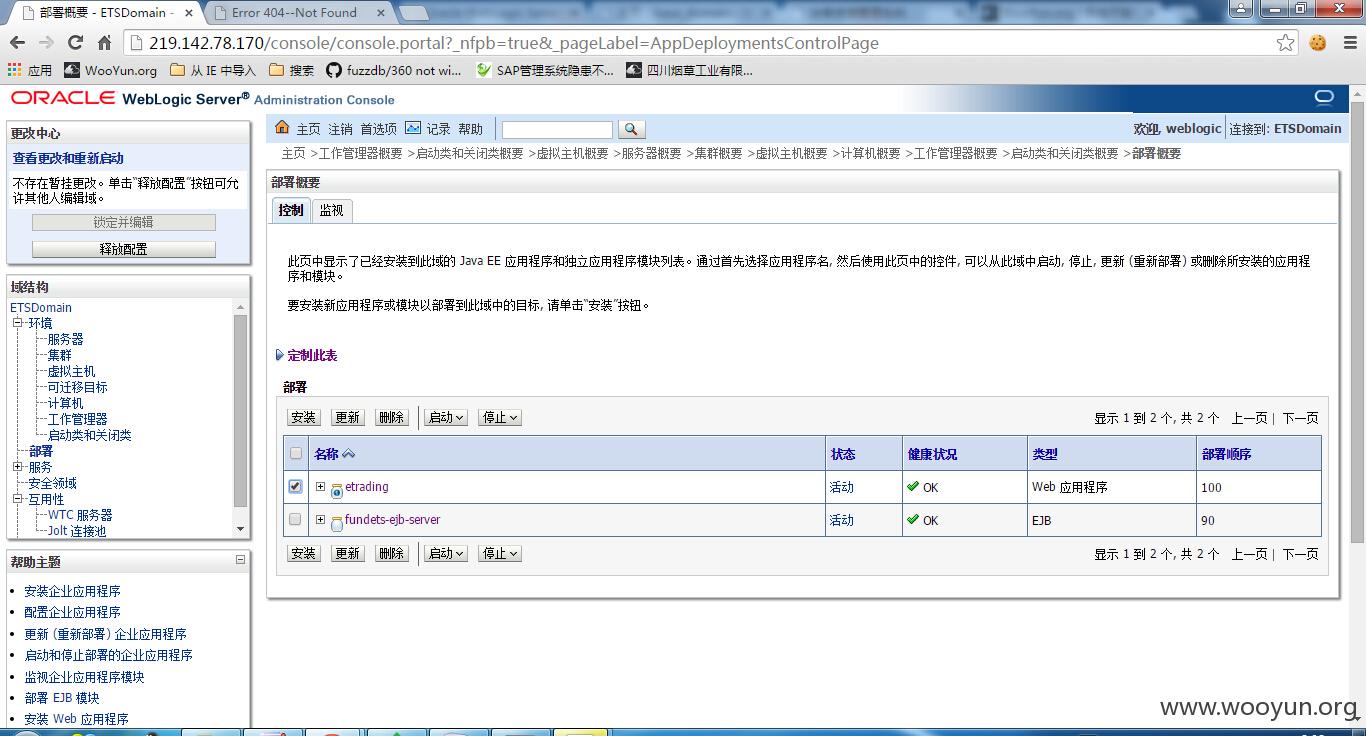 部署概要 - ETSDomain -
Error 404--Not Found
219.142.78.170/console/console.portal?_nfpb=true&_pageLabel=AppDeploymentsControlPage
应用 WooYun.org 从 IE 中导入 搜索 fuzzdb/360 not wi... SAP管理系统隐患不... 四川烟草工业有限...
ORACLE WebLogic Server® Administration Console
更改中心
查看更改和重新启动
不存在暂挂更改。单击“释放配置”按钮可允
许其他人编辑域。
锁定并编辑
释放配置
域结构
ETSDomain
环境
服务器
集群
虚拟主机
可迁移目标
计算机
工作管理器
启动类和关闭类
部署
服务
安全领域
互用性
WTC 服务器
Jolt 连接池
帮助主题
安装企业应用程序
配置企业应用程序
更新 (重新部署) 企业应用程序
启动和停止部署的企业应用程序
监视企业应用程序模块
部署 EJB 模块
安装 Web 应用程序
主页 注销 首选项 记录 帮助
欢迎, weblogic 连接到: ETSDomain
主页 >工作管理器概要 >启动类和关闭类概要 >虚拟主机概要 >服务器概要 >集群概要 >虚拟主机概要 >计算机概要 >工作管理器概要 >启动类和关闭类概要 >部署概要
部署概要
控制 监视
此页中显示了已经安装到此域的 Java EE 应用程序和独立应用程序模块列表。通过首先选择应用程序名, 然后使用此页中的控件, 可以从此域中启动, 停止, 更新 (重新部署) 或删除所安装的应用程
序和模块。
要安装新应用程序或模块以部署到此域中的目标, 请单击“安装”按钮。
定制此表
部署
安装 更新 删除 启动 停止 显示 1 到 2 个, 共 2 个 上一页 | 下一页
名称 状态 健康状况 类型 部署顺序
etrading 活动 OK Web 应用程序 100
fundets-ejb-server 活动 OK EJB 90
安装 更新 删除 启动 停止 显示 1 到 2 个, 共 2 个 上一页 | 下一页
www.wooyun.org